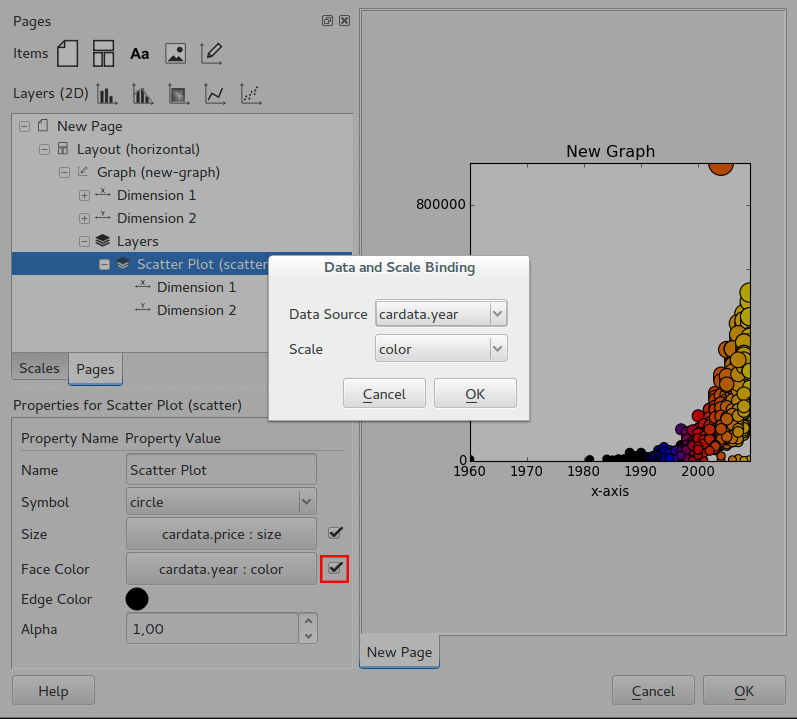 Pages
Items Aa
Layers (2D)
New Page
Layout (horizontal)
Graph (new-graph)
X Dimension 1
Y Dimension 2
Layers
Scatter Plot (scatter
X Dimension 1
Y Dimension 2
Scales Pages
Properties for Scatter Plot (scatter)
Property Name Property Value
Name Scatter Plot
Symbol circle
Size cardata.price : size
Face Color cardata.year : color
Edge Color
Alpha 1,00
Help
Data and Scale Binding
Data Source cardata.year
Scale color
Cancel OK
New Graph
800000
0
1960 1970 1980 1990 2000
x-axis
New Page
Cancel OK